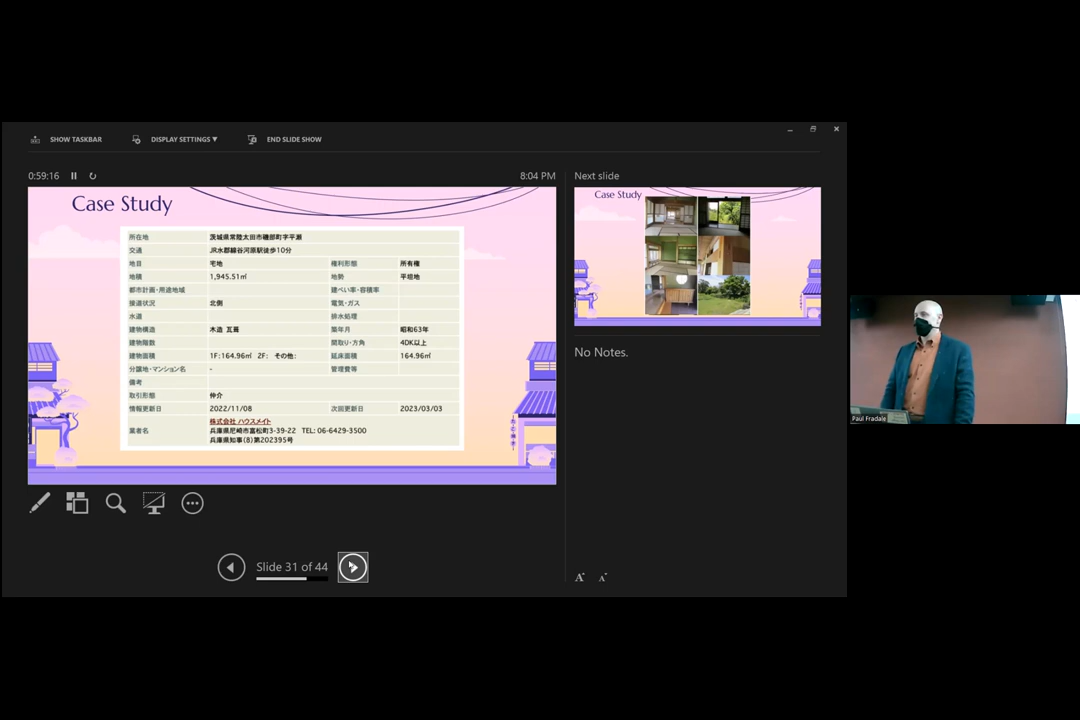 SHOW TASKBAR
DISPLAY SETTINGS ▼
END SLIDE SHOW
0:59:16
8:04 PM
Next slide
Case Study
所在地 茨城県常陸太田市磯部町字平瀬
交通 JR水郡線谷河原駅徒歩10分
地目 宅地 権利形態 所有権
地積 1,945.51㎡ 地勢 平坦地
都市計画・用途地域 建ぺい率・容積率
接道状況 北側 電気・ガス
水道 排水処理
建物構造 木造 瓦葺 築年月 昭和63年
建物階数 間取り・方角 4DK以上
建物面積 1F:164.96㎡ 2F: その他: 延床面積 164.96㎡
分譲地・マンション名 - 管理費等
備考
取引形態 仲介
情報更新日 2022/11/08 次回更新日 2023/03/03
株式会社 ハウスメイト
業者名 兵庫県尼崎市富松町3-39-22 TEL: 06-6429-3500
兵庫県知事(8)第202395号
Case Study
No Notes.
Slide 31 of 44
A A
Paul Fradale